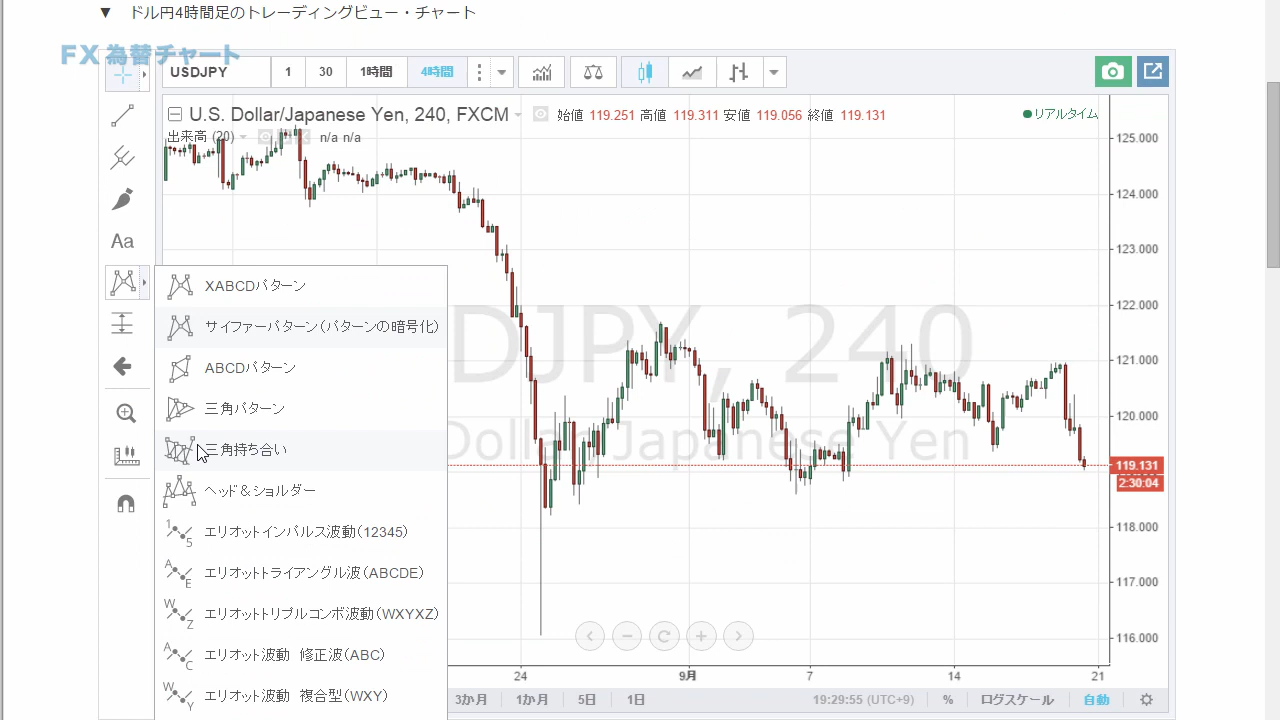 ▼ ドル円4時間足のトレーディングビュー・チャート
FX 為替チャート
USDJPY 1 30 1時間 4時間
U.S. Dollar/Japanese Yen, 240, FXCM 始値 119.251 高値 119.311 安値 119.056 終値 119.131 リアルタイム
出来高 (20) n/a n/a
125.000
124.000
123.000
122.000
121.000
120.000
119.131
2:30:04
118.000
117.000
116.000
Aa
XABCDパターン
サイファーパターン(パターンの暗号化)
ABCDパターン
三角パターン
三角持ち合い
ヘッド&ショルダー
エリオットインパルス波動(12345)
エリオットトライアングル波(ABCDE)
エリオットトリプルコンボ波動(WXYXZ)
エリオット波動 修正波(ABC)
エリオット波動 複合型(WXY)
DJPY, 240
Dollar/Japanese Yen
24 9月 7 14 21
3か月 1か月 5日 1日 19:29:55 (UTC+9) % ログスケール 自動